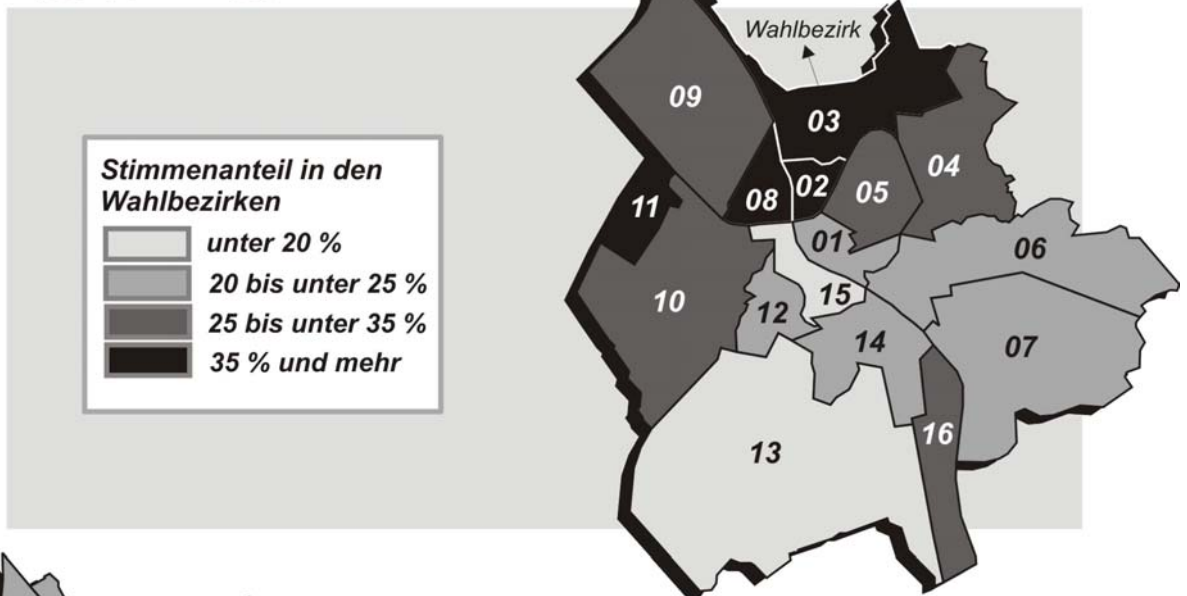 Wahlbezirk
09
03
04
11
08
02
05
Stimmenanteil in den
Wahlbezirken
unter 20 %
20 bis unter 25 %
25 bis unter 35 %
35 % und mehr
01
06
10
15
12
14
07
16
13